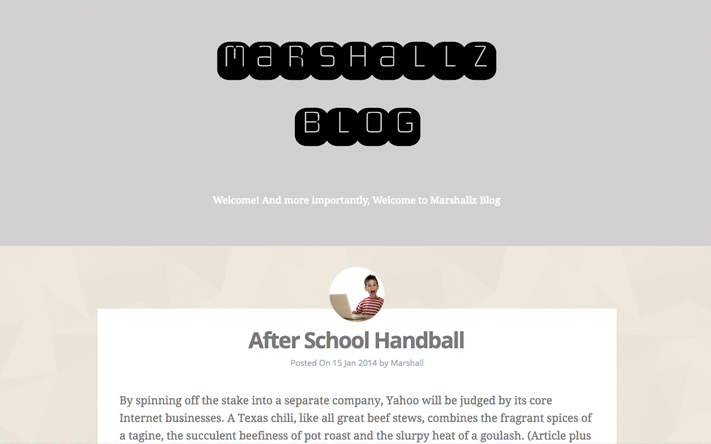 MaRSHaLLZ
BLOG
Welcome! And more importantly, Welcome to Marshallz Blog
After School Handball
Posted On 15 Jan 2014 by Marshall
By spinning off the stake into a separate company, Yahoo will be judged by its core
Internet businesses. A Texas chili, like all great beef stews, combines the fragrant spices of
a tagine, the succulent beefiness of pot roast and the slurpy heat of a goulash. (Article plus